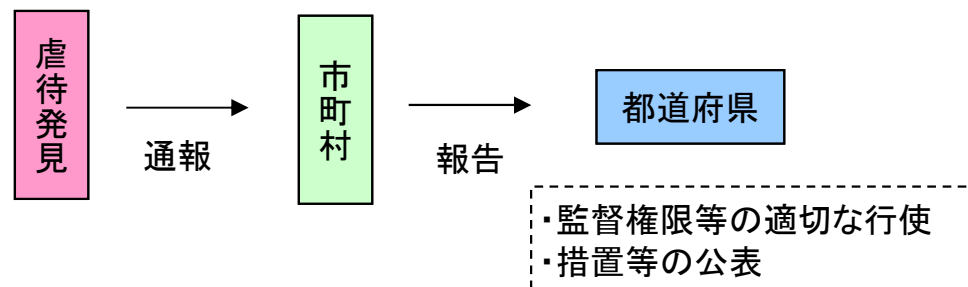 虐待発見
通報
市町村
報告
都道府県
・監督権限等の適切な行使
・措置等の公表